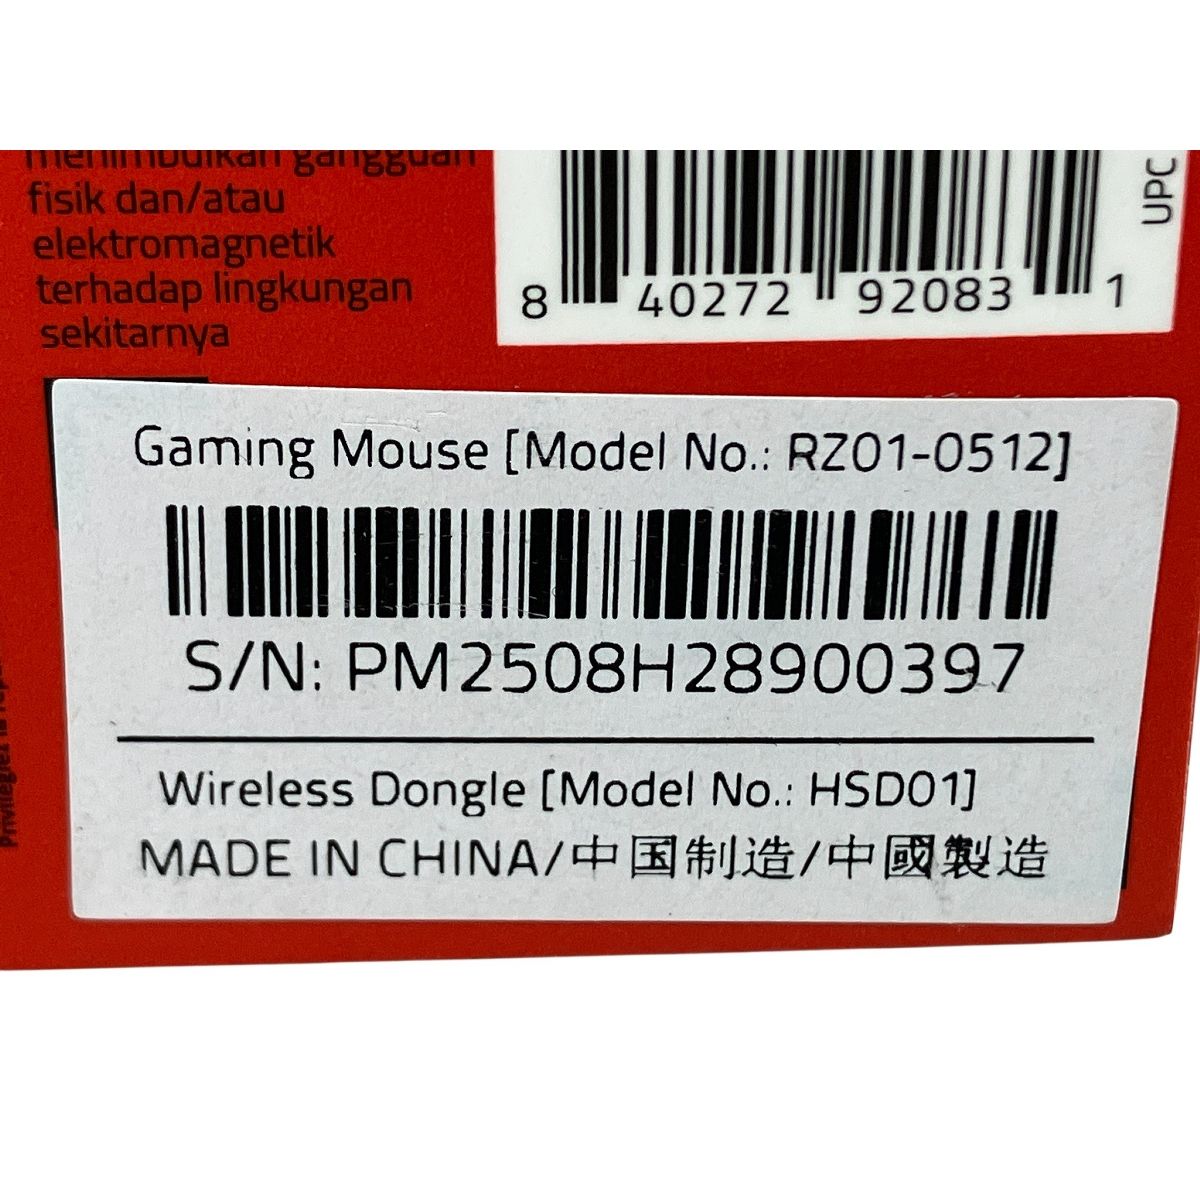 menimbulkan gangguan
fisik dan/atau
elektromagnetik
terhadap lingkungan
sekitarnya
8 40272 92083 1
UPC
Gaming Mouse [Model No.: RZ01-0512]
S/N: PM2508H28900397
Wireless Dongle [Model No.: HSD01]
MADE IN CHINA/中国制造/中國製造